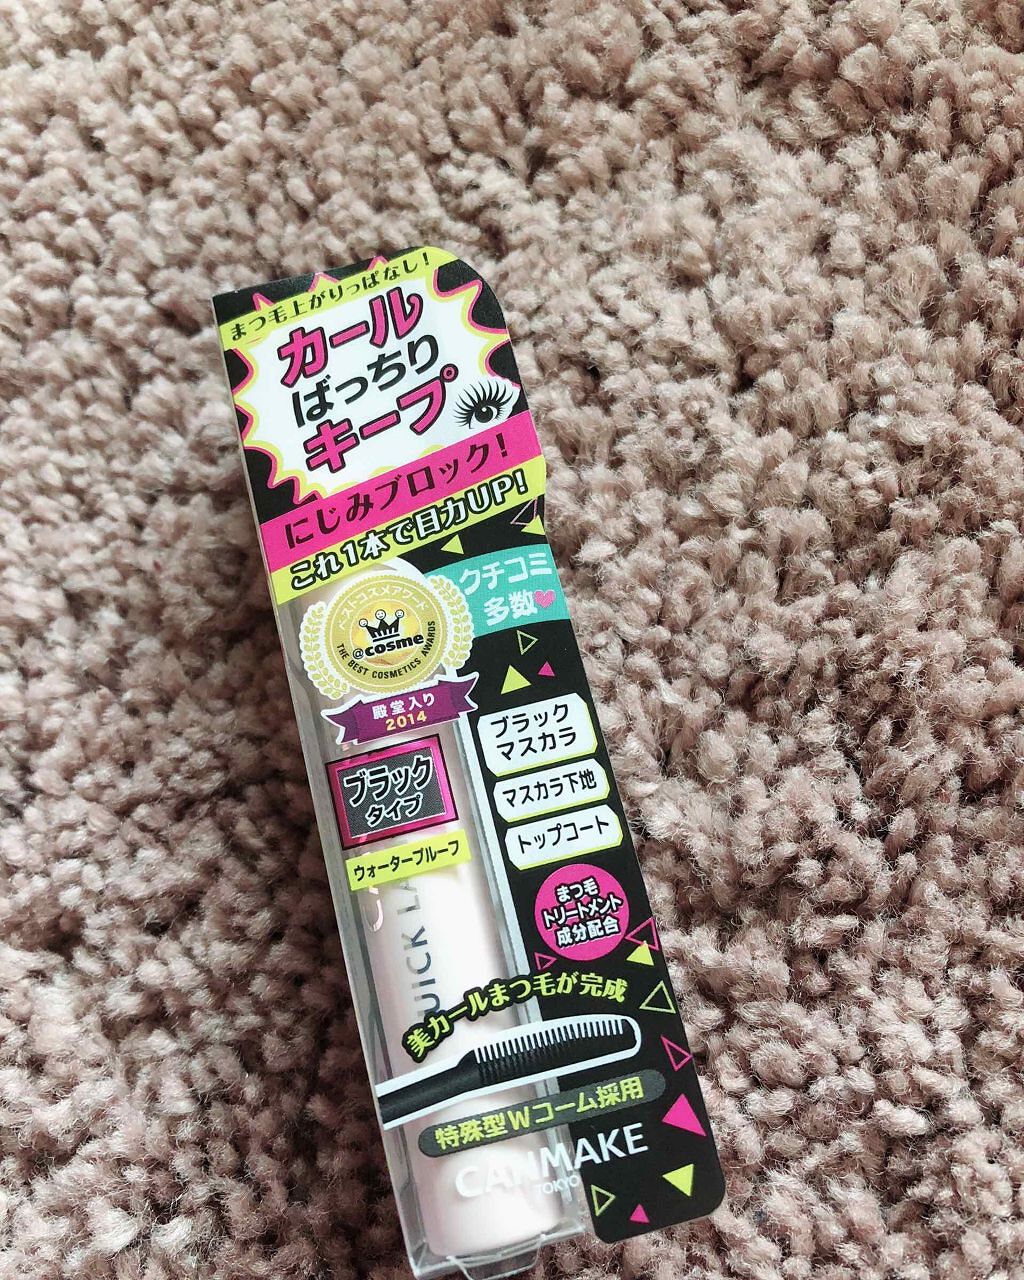 まつ毛上がりっぱなし!
カール
ばっちり
キープ
にじみブロック!
これ1本で目力UP!
クチコミ
多数
ベストコスメアワード
@cosme
THE BEST COSMETICS AWARDS
殿堂入り
2014
ブラック
マスカラ
マスカラ下地
トップコート
ブラック
タイプ
ウォータープルーフ
まつ毛
トリートメント
成分配合
美カールまつ毛が完成
特殊型Wコーム採用
CANMAKE
TOKYO